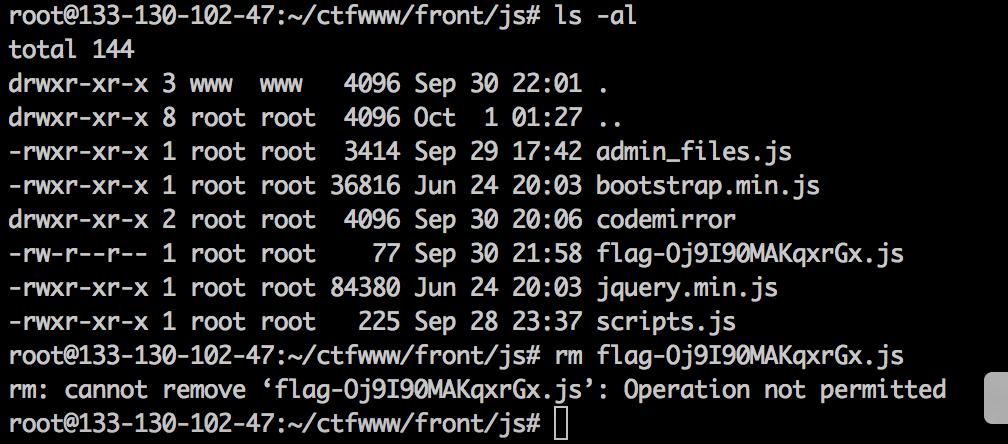 root@133-130-102-47:~/ctfwww/front/js# ls -al
total 144
drwxr-xr-x 3 www  www   4096 Sep 30 22:01 .
drwxr-xr-x 8 root root  4096 Oct  1 01:27 ..
-rwxr-xr-x 1 root root  3414 Sep 29 17:42 admin_files.js
-rwxr-xr-x 1 root root 36816 Jun 24 20:03 bootstrap.min.js
drwxr-xr-x 2 root root  4096 Sep 30 20:06 codemirror
-rw-r--r-- 1 root root    77 Sep 30 21:58 flag-Oj9I90MAKqxrGx.js
-rwxr-xr-x 1 root root 84380 Jun 24 20:03 jquery.min.js
-rwxr-xr-x 1 root root   225 Sep 28 23:37 scripts.js
root@133-130-102-47:~/ctfwww/front/js# rm flag-Oj9I90MAKqxrGx.js
rm: cannot remove ‘flag-Oj9I90MAKqxrGx.js’: Operation not permitted
root@133-130-102-47:~/ctfwww/front/js#